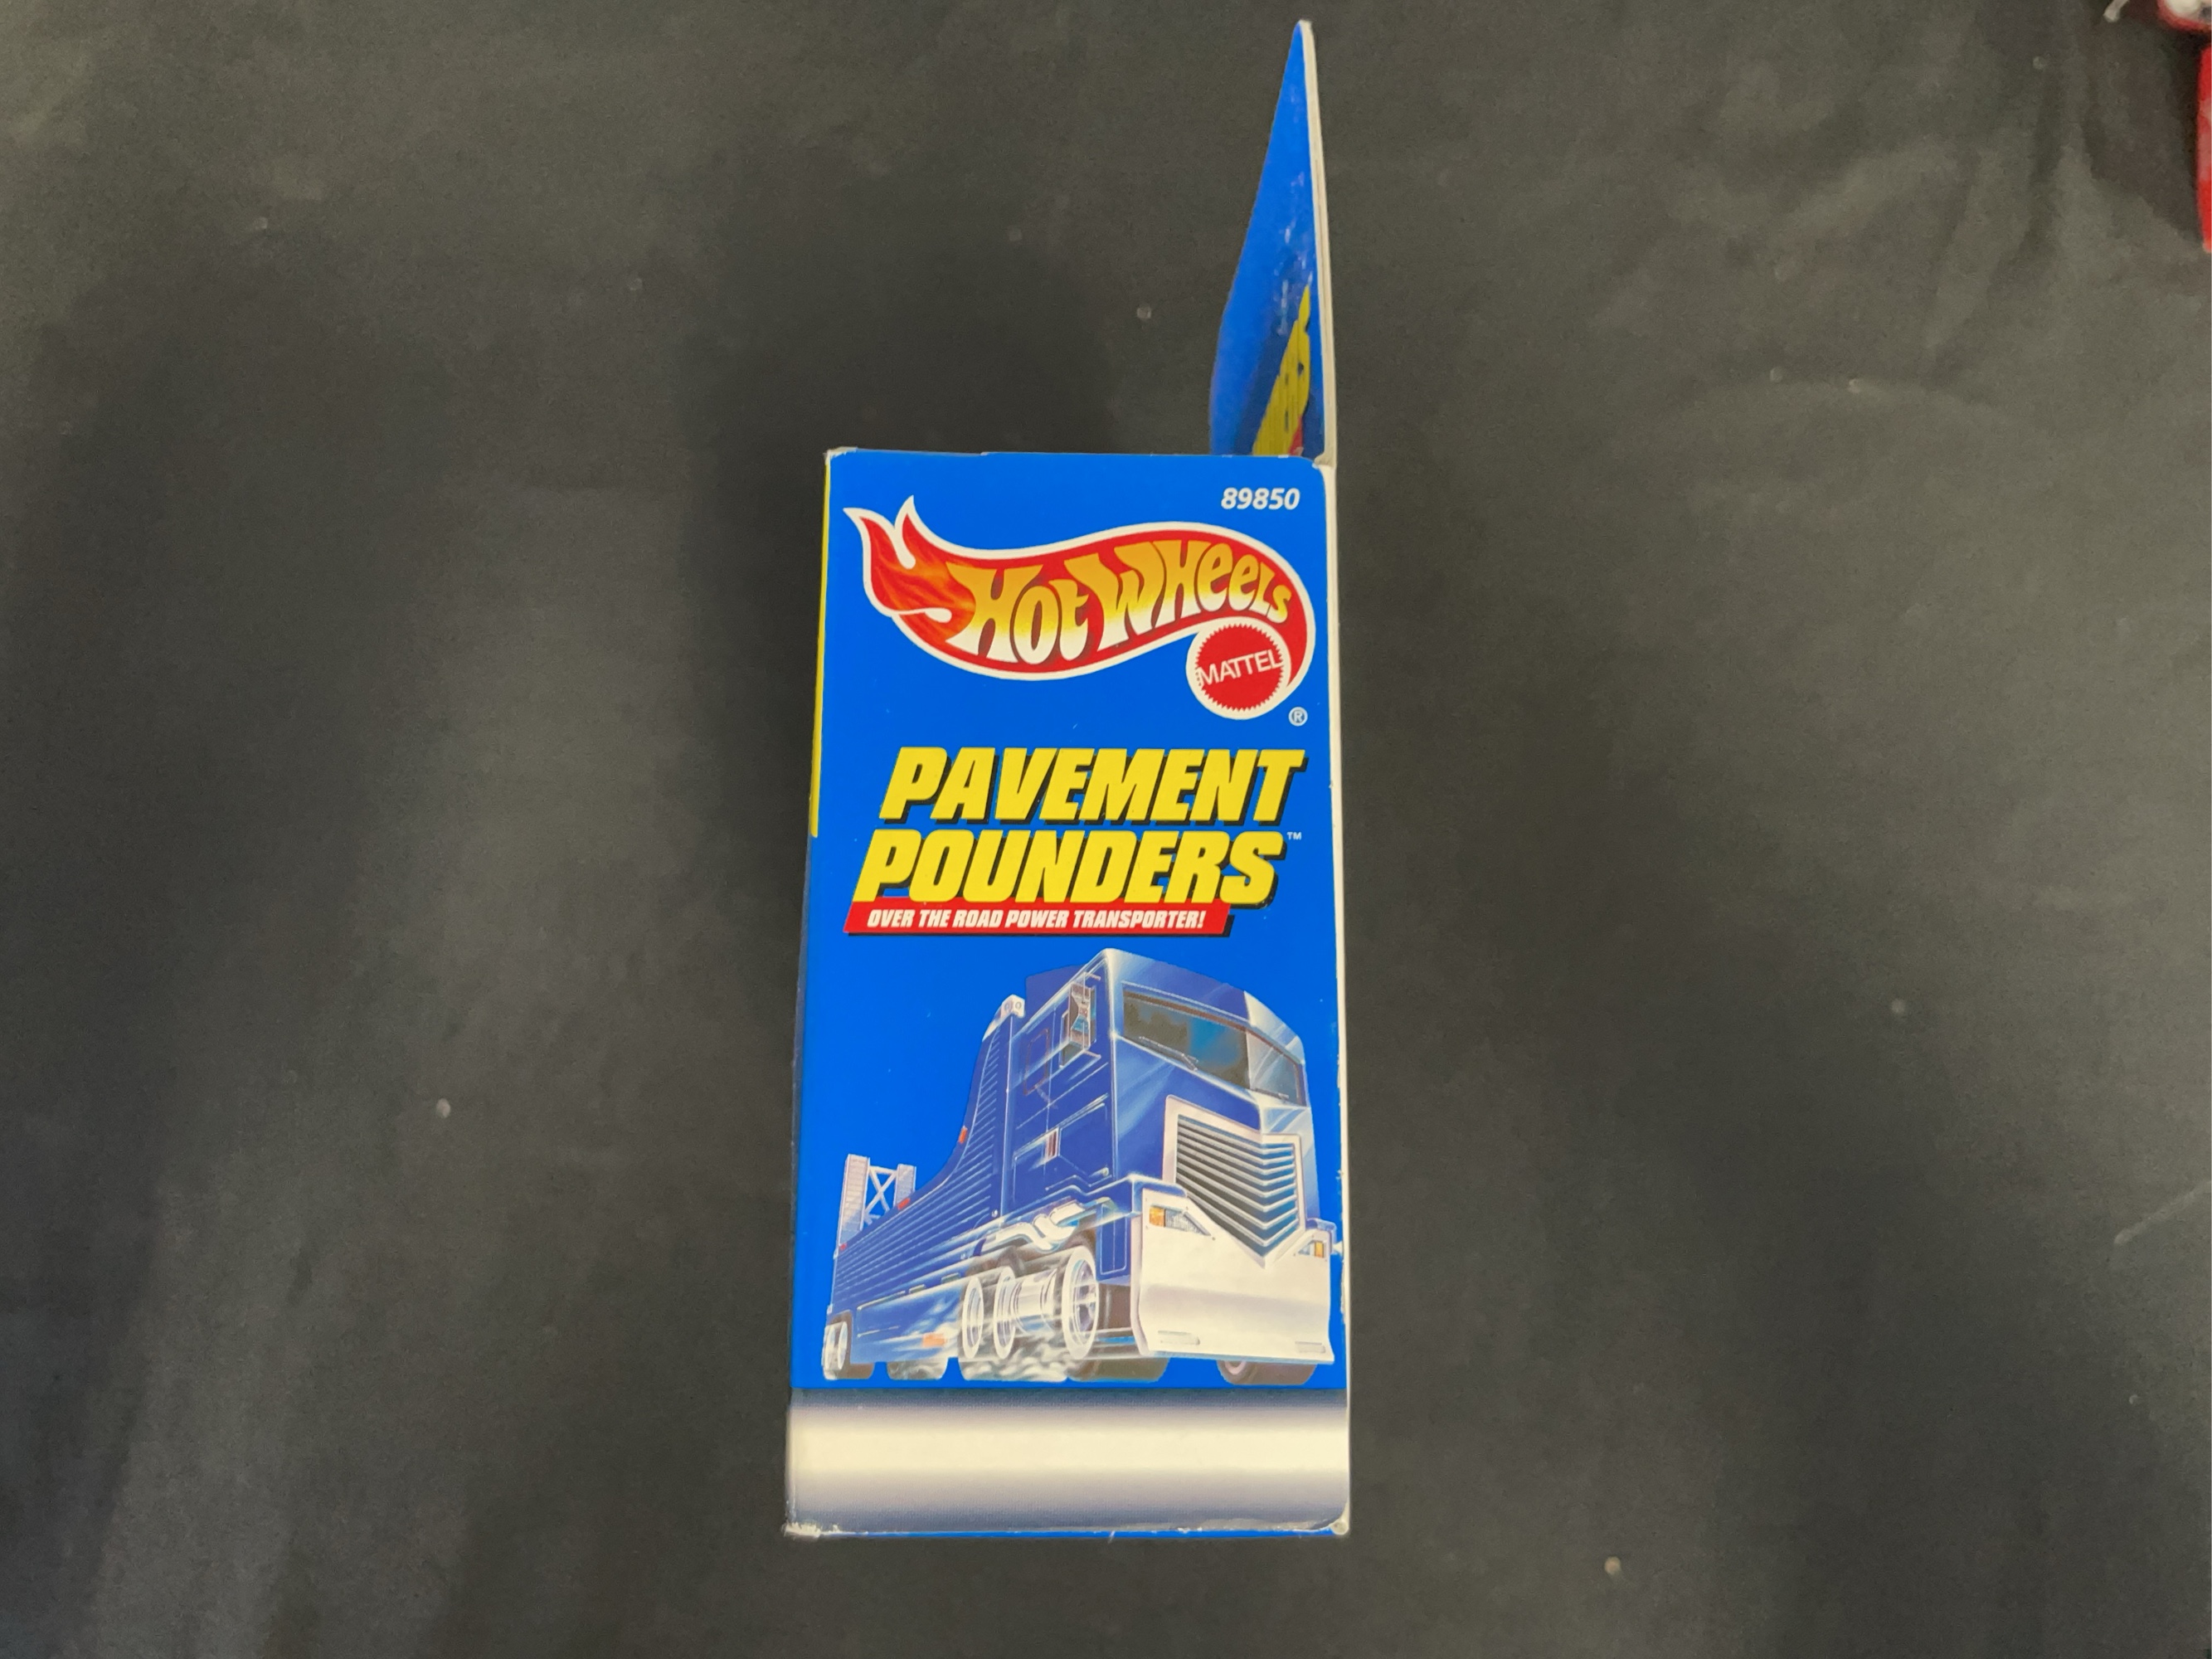 89850
HOT WHEELS
MATTEL
®
PAVEMENT
POUNDERS™
OVER THE ROAD POWER TRANSPORTER!